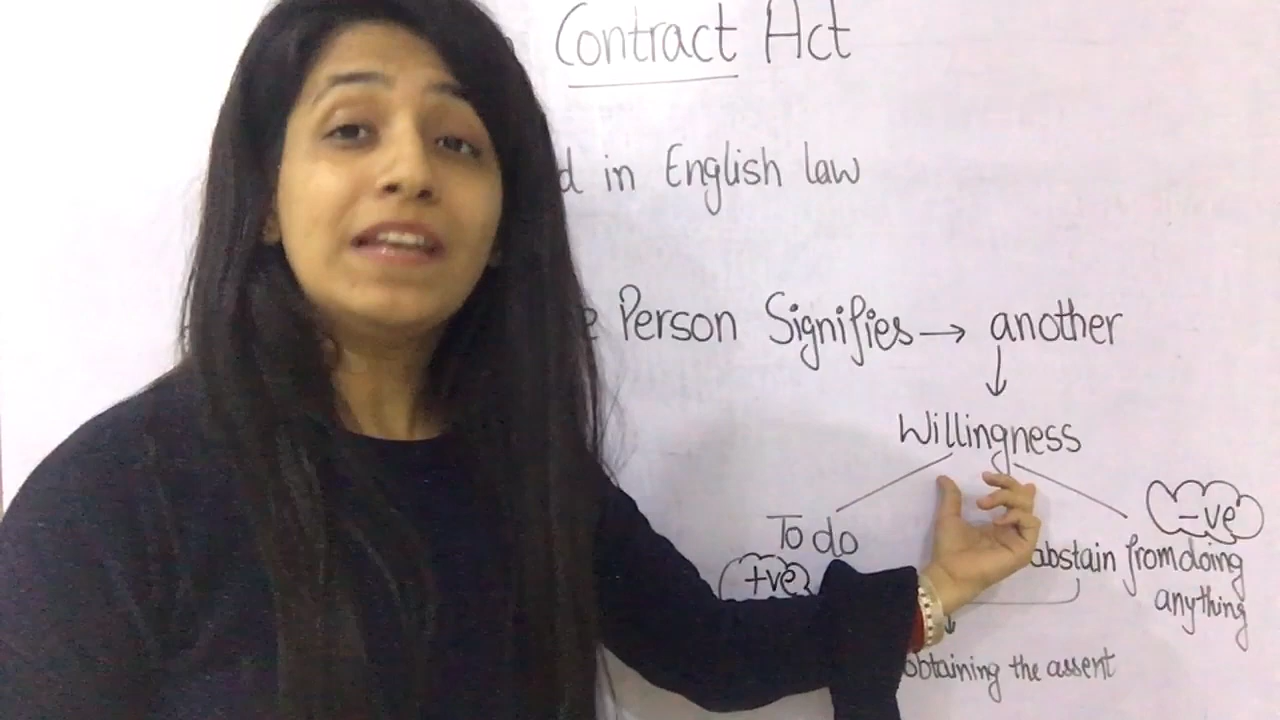 Contract Act
in English law
Person Signifies → another
Willingness
To do
+ve
-ve
abstain from doing
anything
obtaining the assent